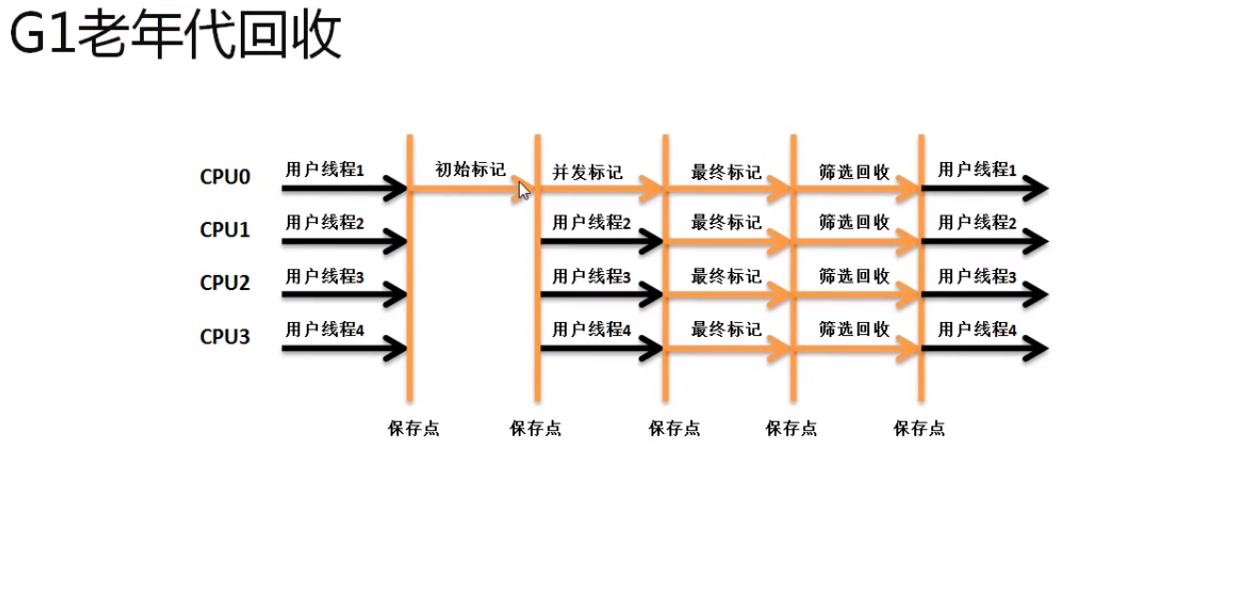 G1老年代回收
CPU0 用户线程1 初始标记 并发标记 最终标记 筛选回收 用户线程1
CPU1 用户线程2 用户线程2 最终标记 筛选回收 用户线程2
CPU2 用户线程3 用户线程3 最终标记 筛选回收 用户线程3
CPU3 用户线程4 用户线程4 最终标记 筛选回收 用户线程4
保存点 保存点 保存点 保存点 保存点